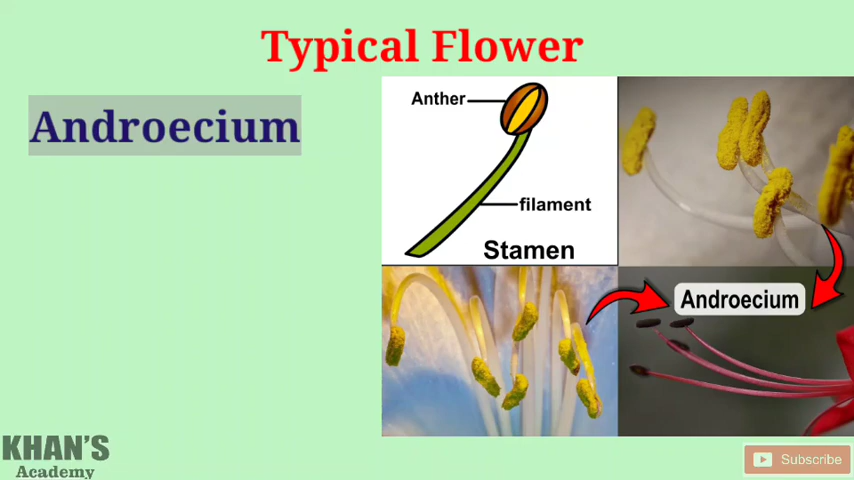 Typical Flower
Androecium
Anther
filament
Stamen
Androecium
KHAN'S
Academy
Subscribe